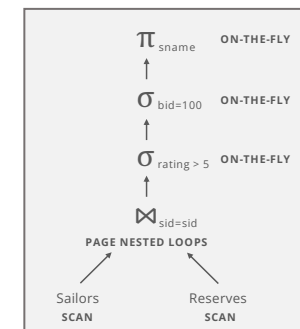 π sname ON-THE-FLY
σ bid=100 ON-THE-FLY
σ rating > 5 ON-THE-FLY
⋈ sid=sid
PAGE NESTED LOOPS
Sailors Reserves
SCAN SCAN